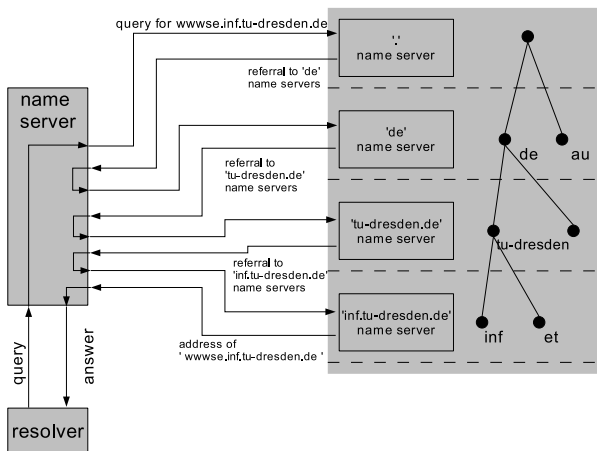 query for wwwse.inf.tu-dresden.de
'.'
name server
referral to 'de'
name servers
name
server
'de'
name server
de
au
referral to
'tu-dresden.de'
name servers
'tu-dresden.de'
name server
tu-dresden
referral to
'inf.tu-dresden.de'
name servers
'inf.tu-dresden.de'
name server
inf
et
address of
' wwwse.inf.tu-dresden.de '
query
answer
resolver